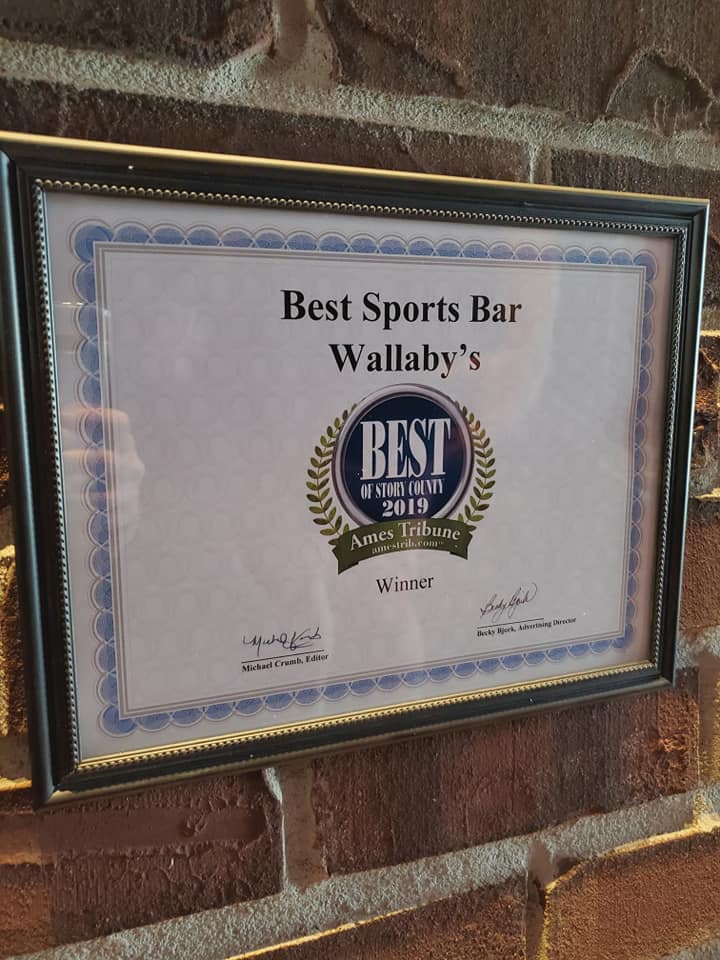 Best Sports Bar
Wallaby's
BEST
OF STORY COUNTY
2019
Ames Tribune
amestrib.com
Winner
Michael Crumb, Editor
Becky Bjork, Advertising Director